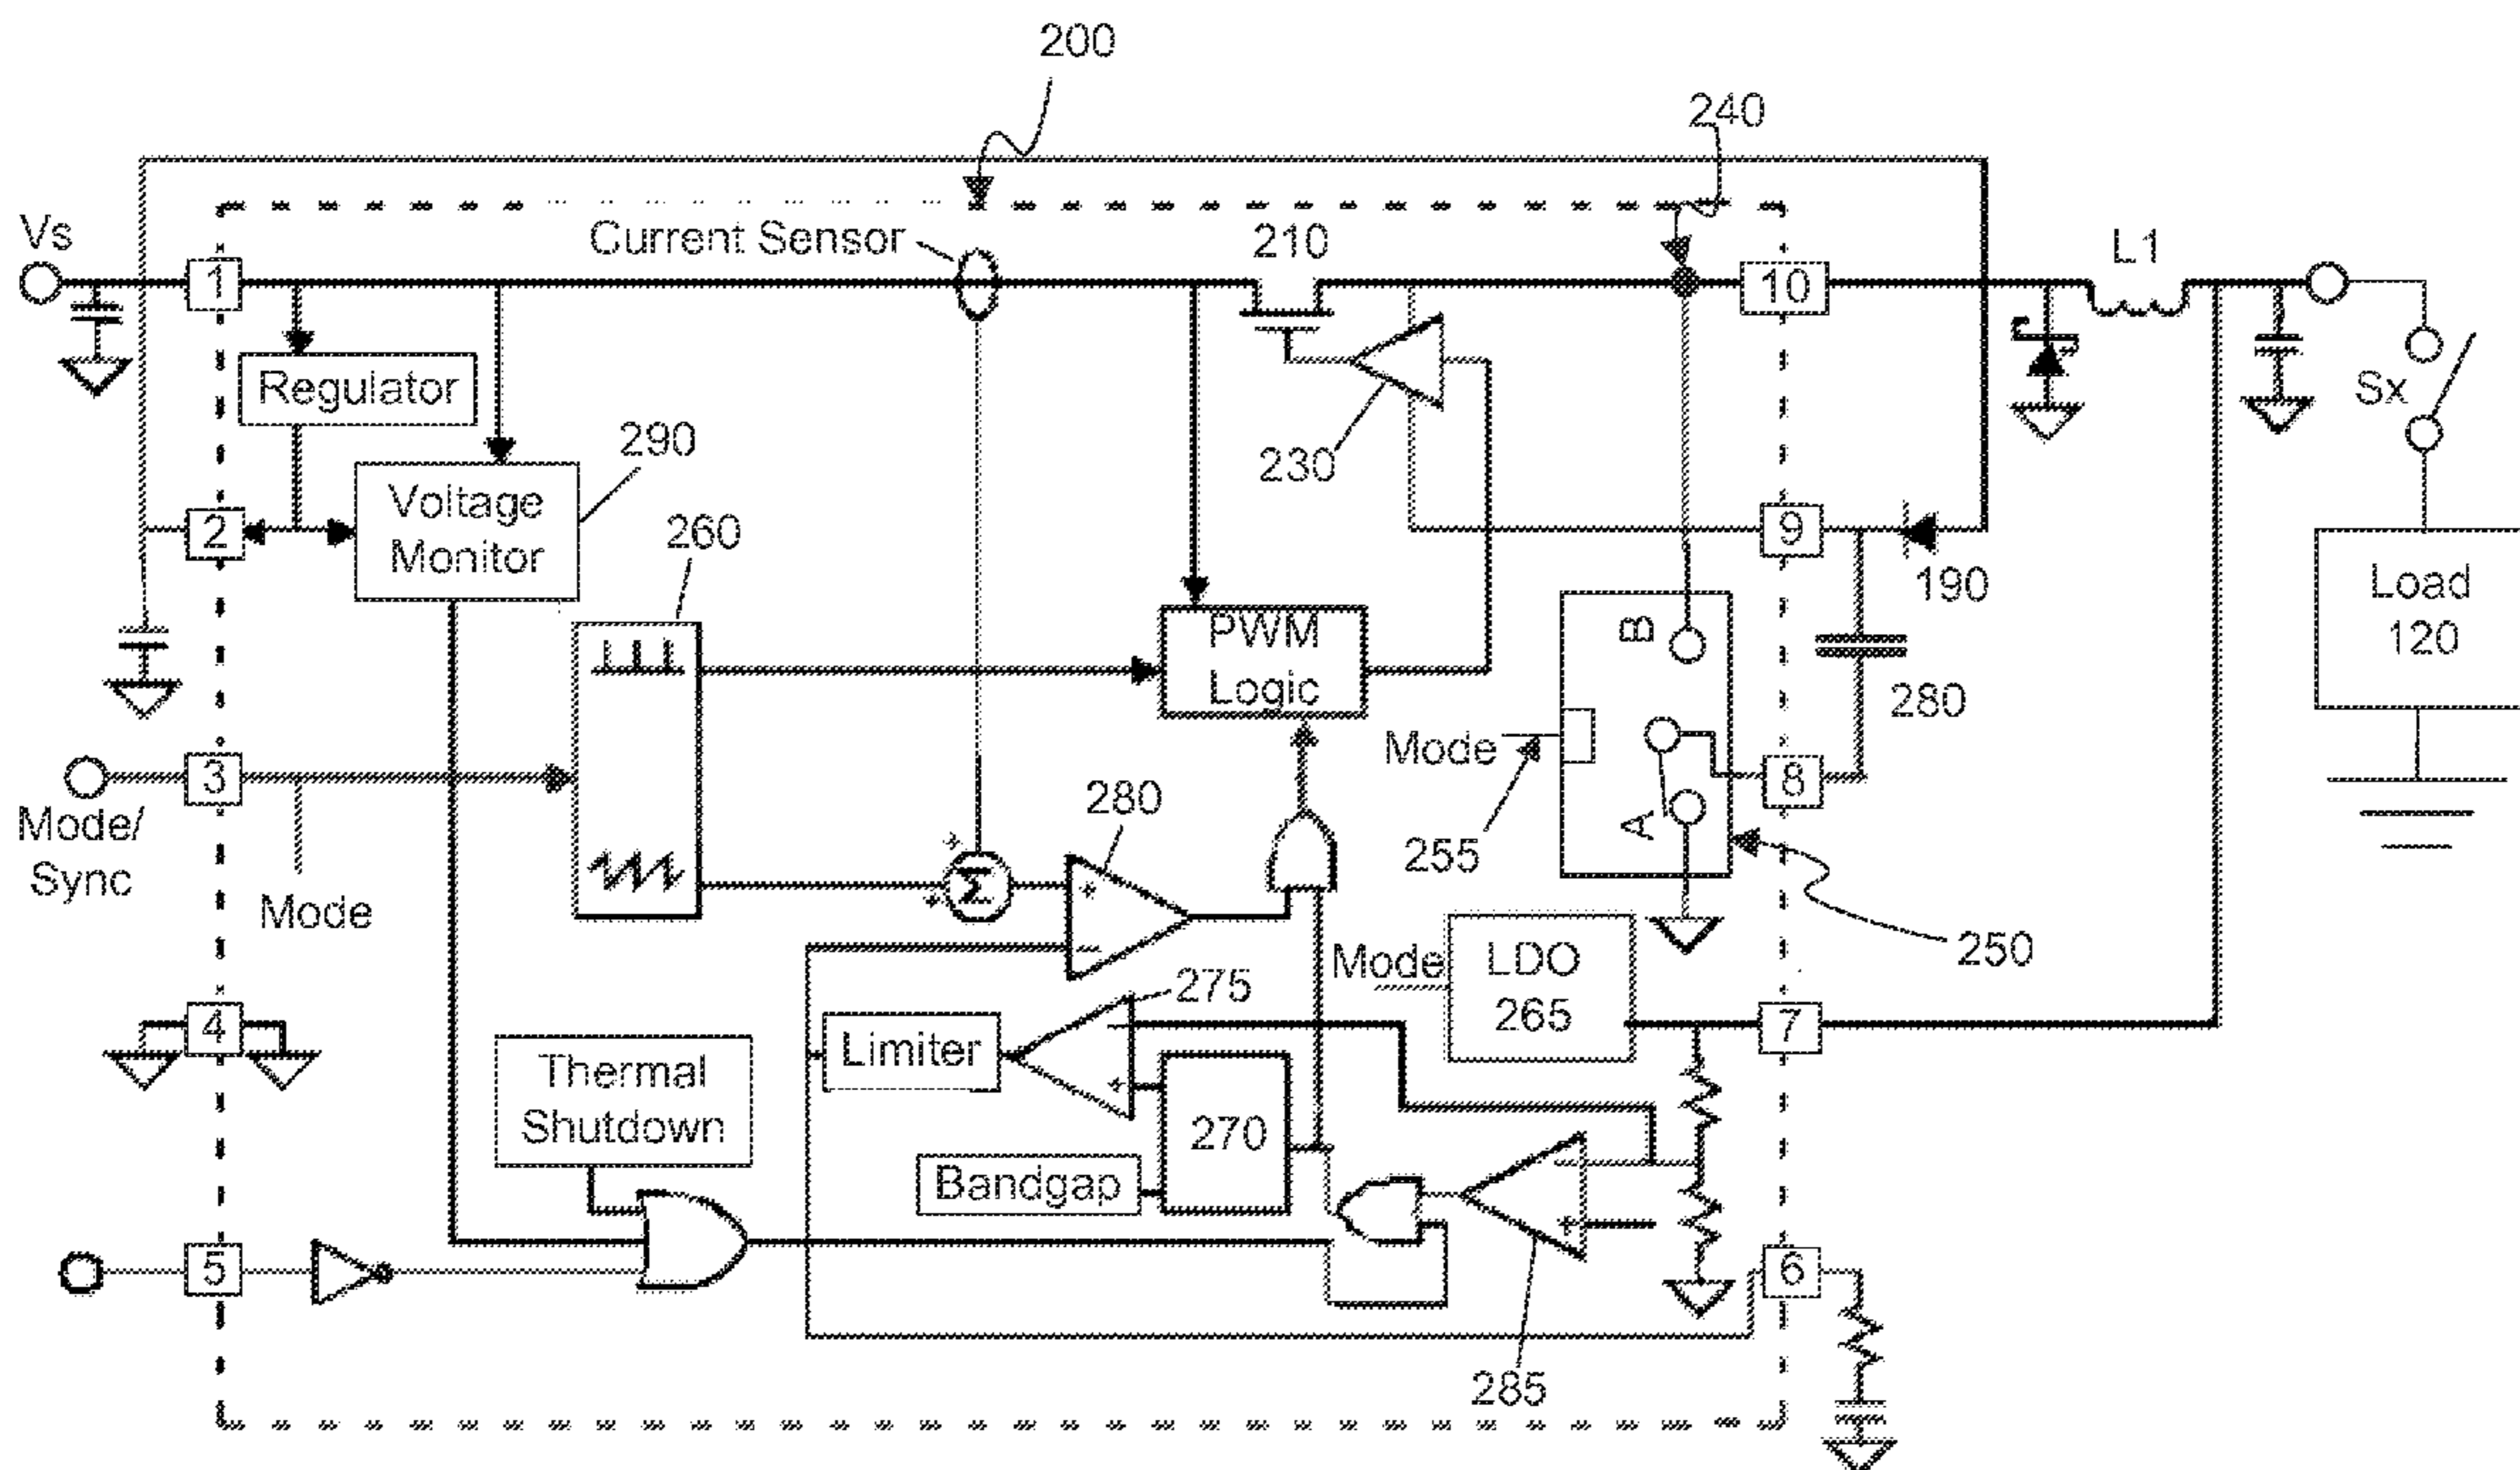 200
240
Vs
Current Sensor
210
L1
1
10
Regulator
Sx
290
230
Voltage
Monitor
2
260
9
190
Load
120
PWM
Logic
B
280
Mode
3
8
Mode/
Sync
280
A
255
Mode
250
Mode
LDO
265
275
4
Limiter
7
Thermal
Shutdown
270
Bandgap
5
6
285